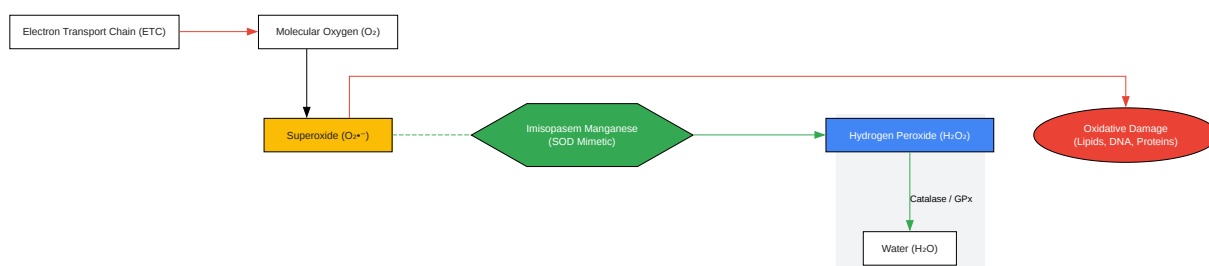 Electron Transport Chain (ETC)
Molecular Oxygen (O₂)
Superoxide (O₂•⁻)
Imisopasem Manganese
(SOD Mimetic)
Hydrogen Peroxide (H₂O₂)
Oxidative Damage
(Lipids, DNA, Proteins)
Catalase / GPx
Water (H₂O)